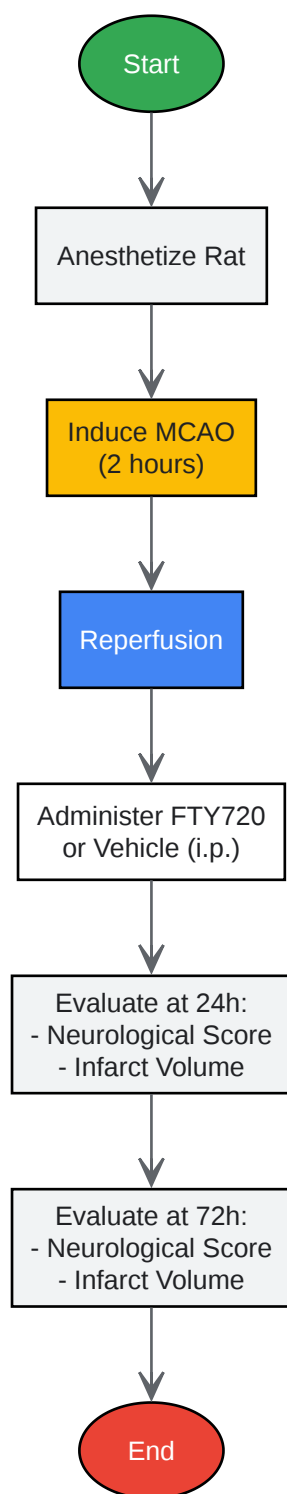 Start
Anesthetize Rat
Induce MCAO
(2 hours)
Reperfusion
Administer FTY720
or Vehicle (i.p.)
Evaluate at 24h:
- Neurological Score
- Infarct Volume
Evaluate at 72h:
- Neurological Score
- Infarct Volume
End